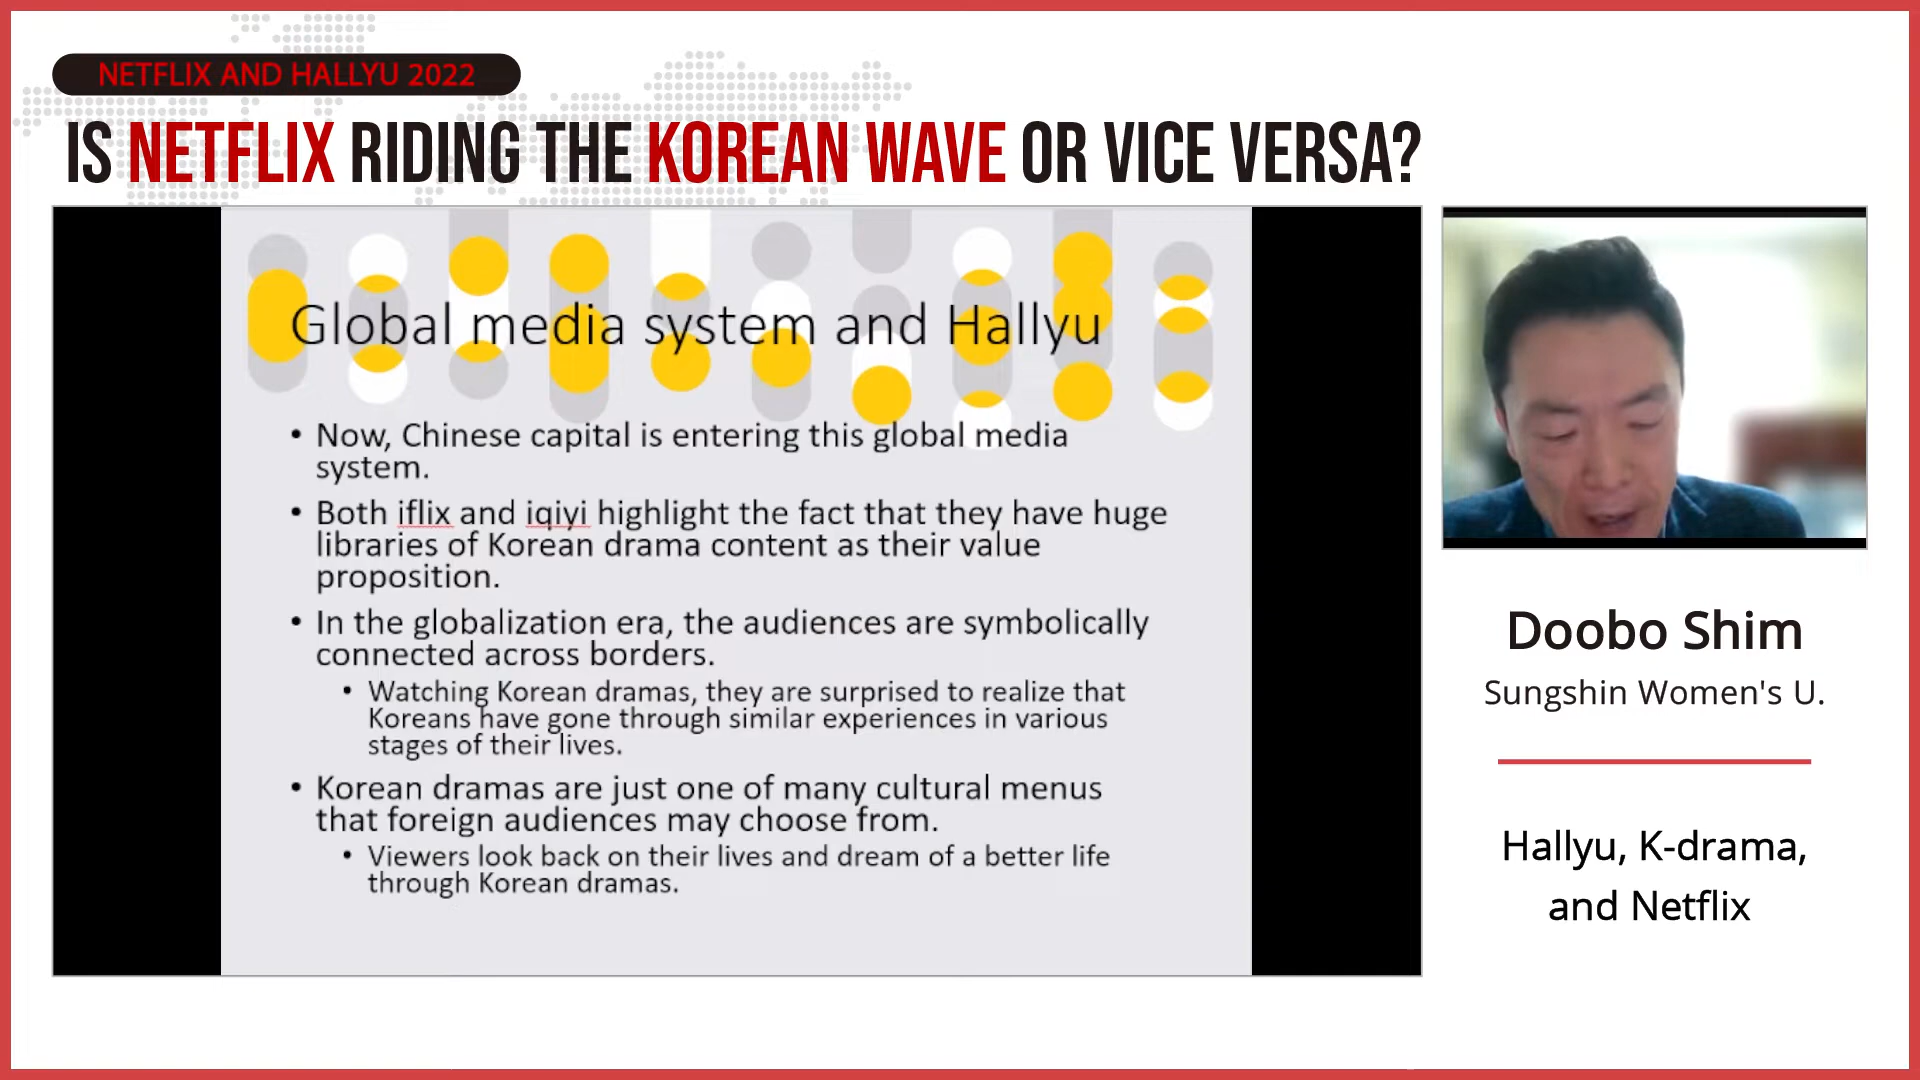 NETFLIX AND HALLYU 2022
IS NETFLIX RIDING THE KOREAN WAVE OR VICE VERSA?
Global media system and Hallyu
• Now, Chinese capital is entering this global media
system.
• Both iflix and iqiyi highlight the fact that they have huge
libraries of Korean drama content as their value
proposition.
• In the globalization era, the audiences are symbolically
connected across borders.
• Watching Korean dramas, they are surprised to realize that
Koreans have gone through similar experiences in various
stages of their lives.
• Korean dramas are just one of many cultural menus
that foreign audiences may choose from.
• Viewers look back on their lives and dream of a better life
through Korean dramas.
Doobo Shim
Sungshin Women's U.
Hallyu, K-drama,
and Netflix